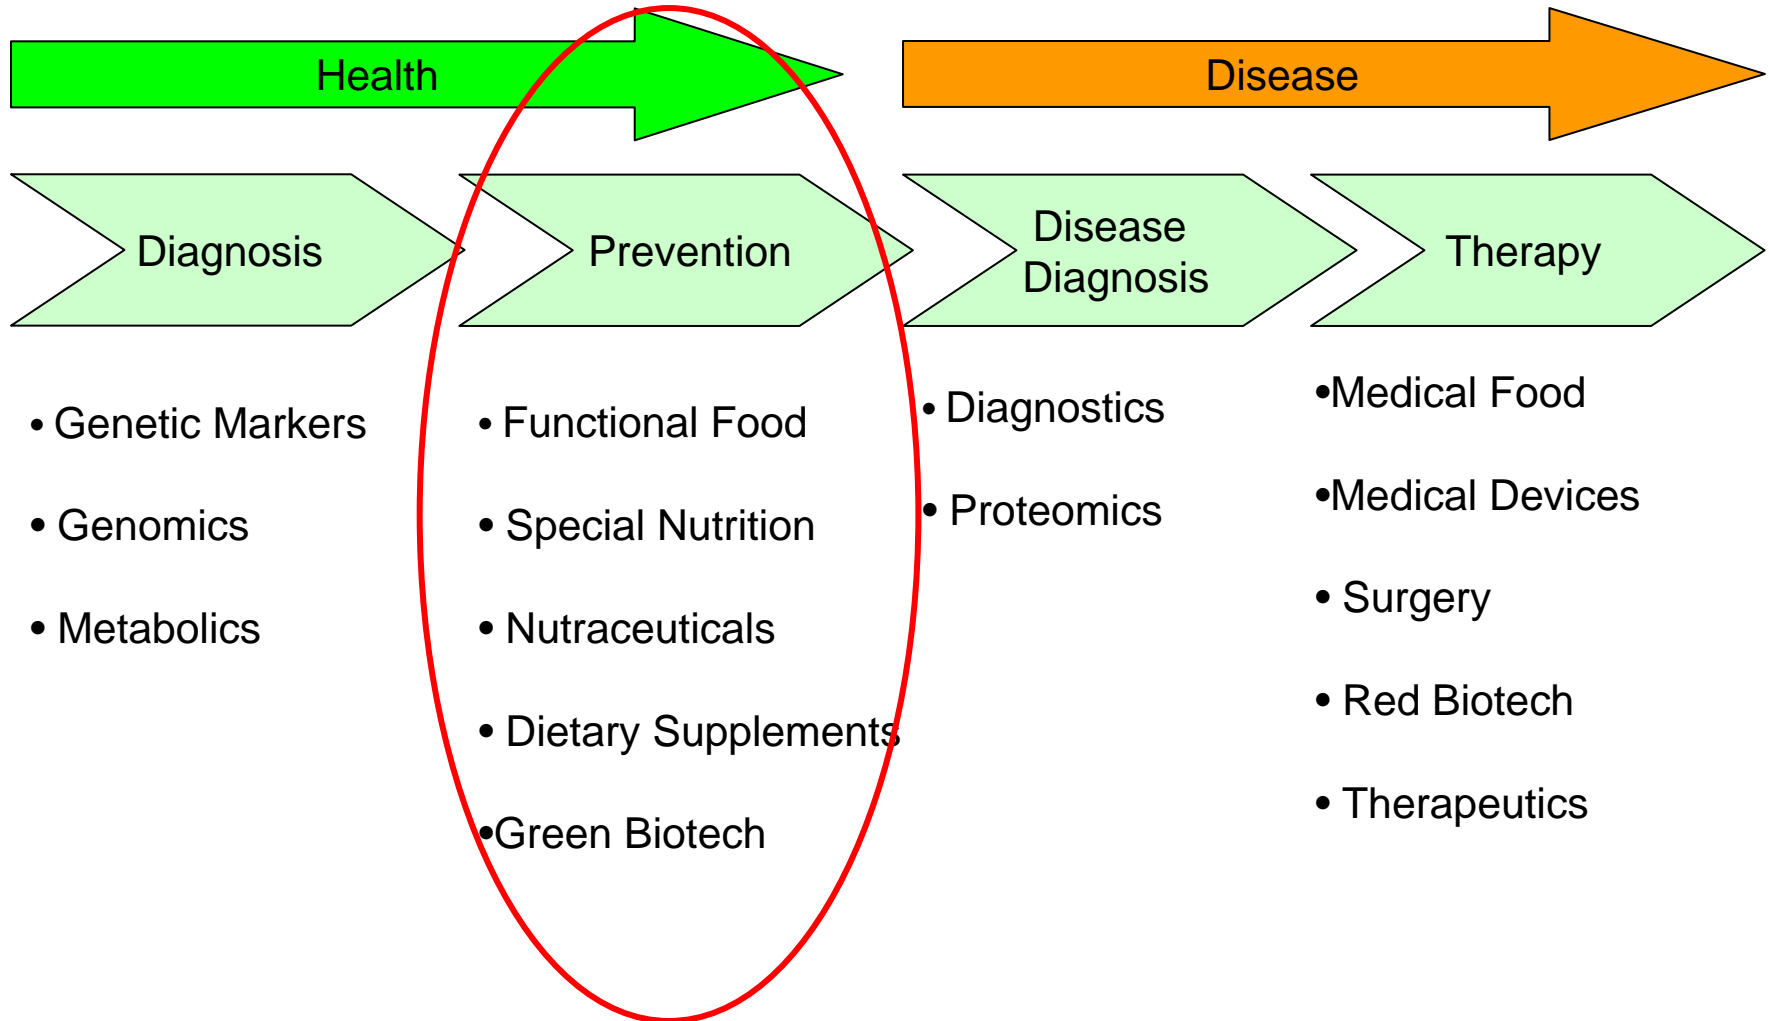 Health
Disease
Diagnosis
Prevention
Disease
Diagnosis
Therapy
• Genetic Markers
• Genomics
• Metabolics
• Functional Food
• Special Nutrition
• Nutraceuticals
• Dietary Supplements
•Green Biotech
• Diagnostics
• Proteomics
•Medical Food
•Medical Devices
• Surgery
• Red Biotech
• Therapeutics